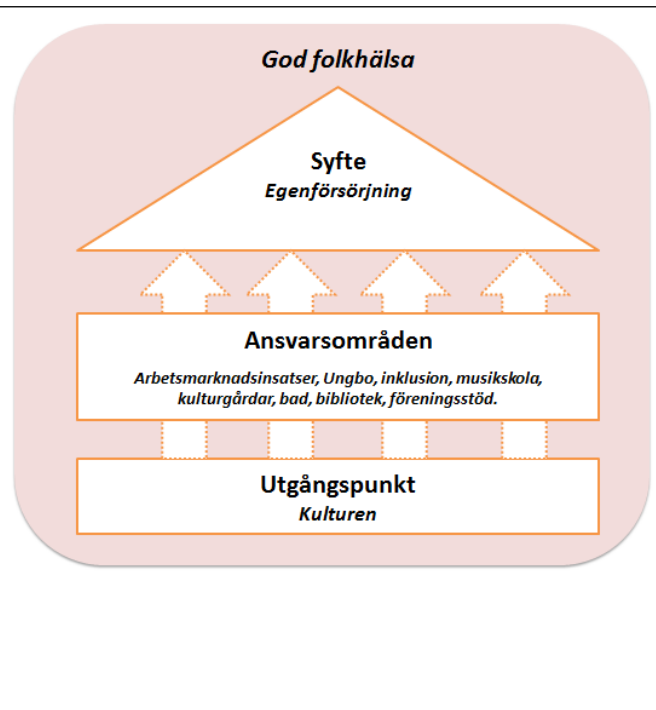 God folkhälsa
Syfte
Egenförsörjning
Ansvarsområden
Arbetsmarknadsinsatser, Ungbo, inklusion, musikskola,
kulturgårdar, bad, bibliotek, föreningsstöd.
Utgångspunkt
Kulturen